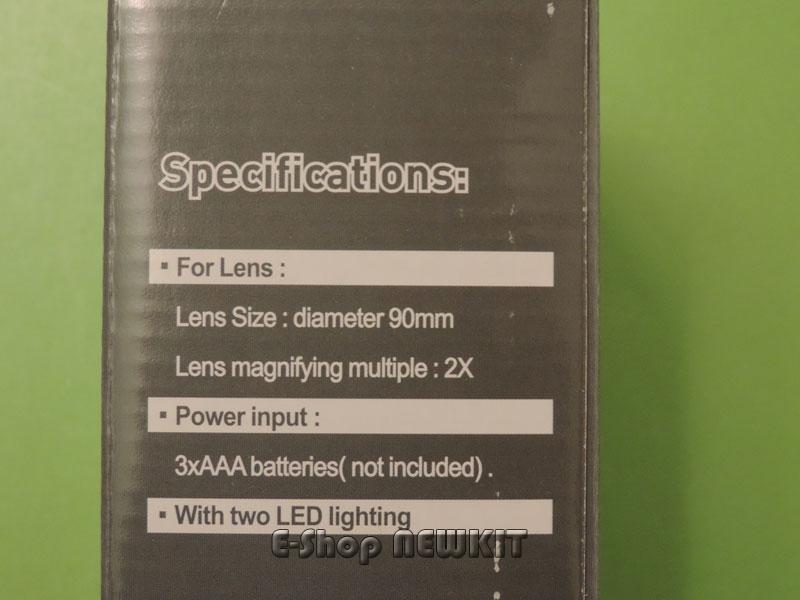 Specifications:
▪ For Lens :
Lens Size : diameter 90mm
Lens magnifying multiple : 2X
▪ Power input :
3xAAA batteries( not included) .
▪ With two LED lighting
E-Shop NEWKIT